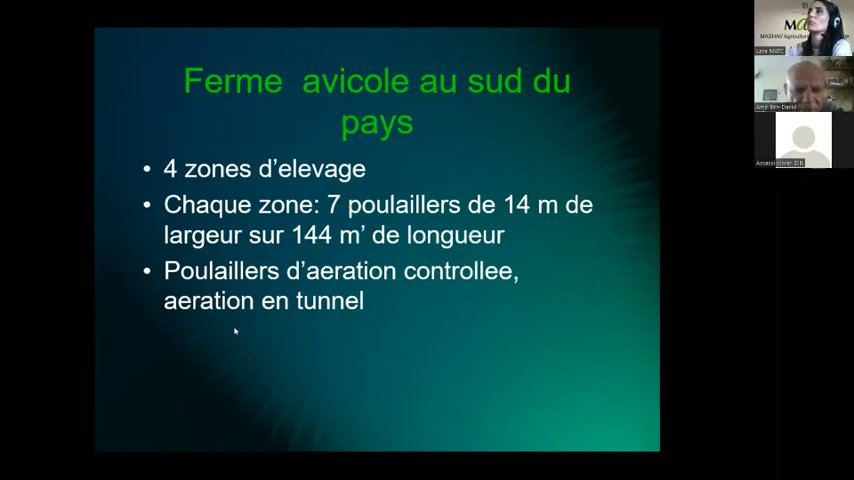 Ferme avicole au sud du
pays
• 4 zones d'elevage
• Chaque zone: 7 poulaillers de 14 m de
largeur sur 144 m' de longueur
• Poulaillers d'aeration controllee,
aeration en tunnel
MASHAV Agricultu
Lana MATC
Amir Ben-David